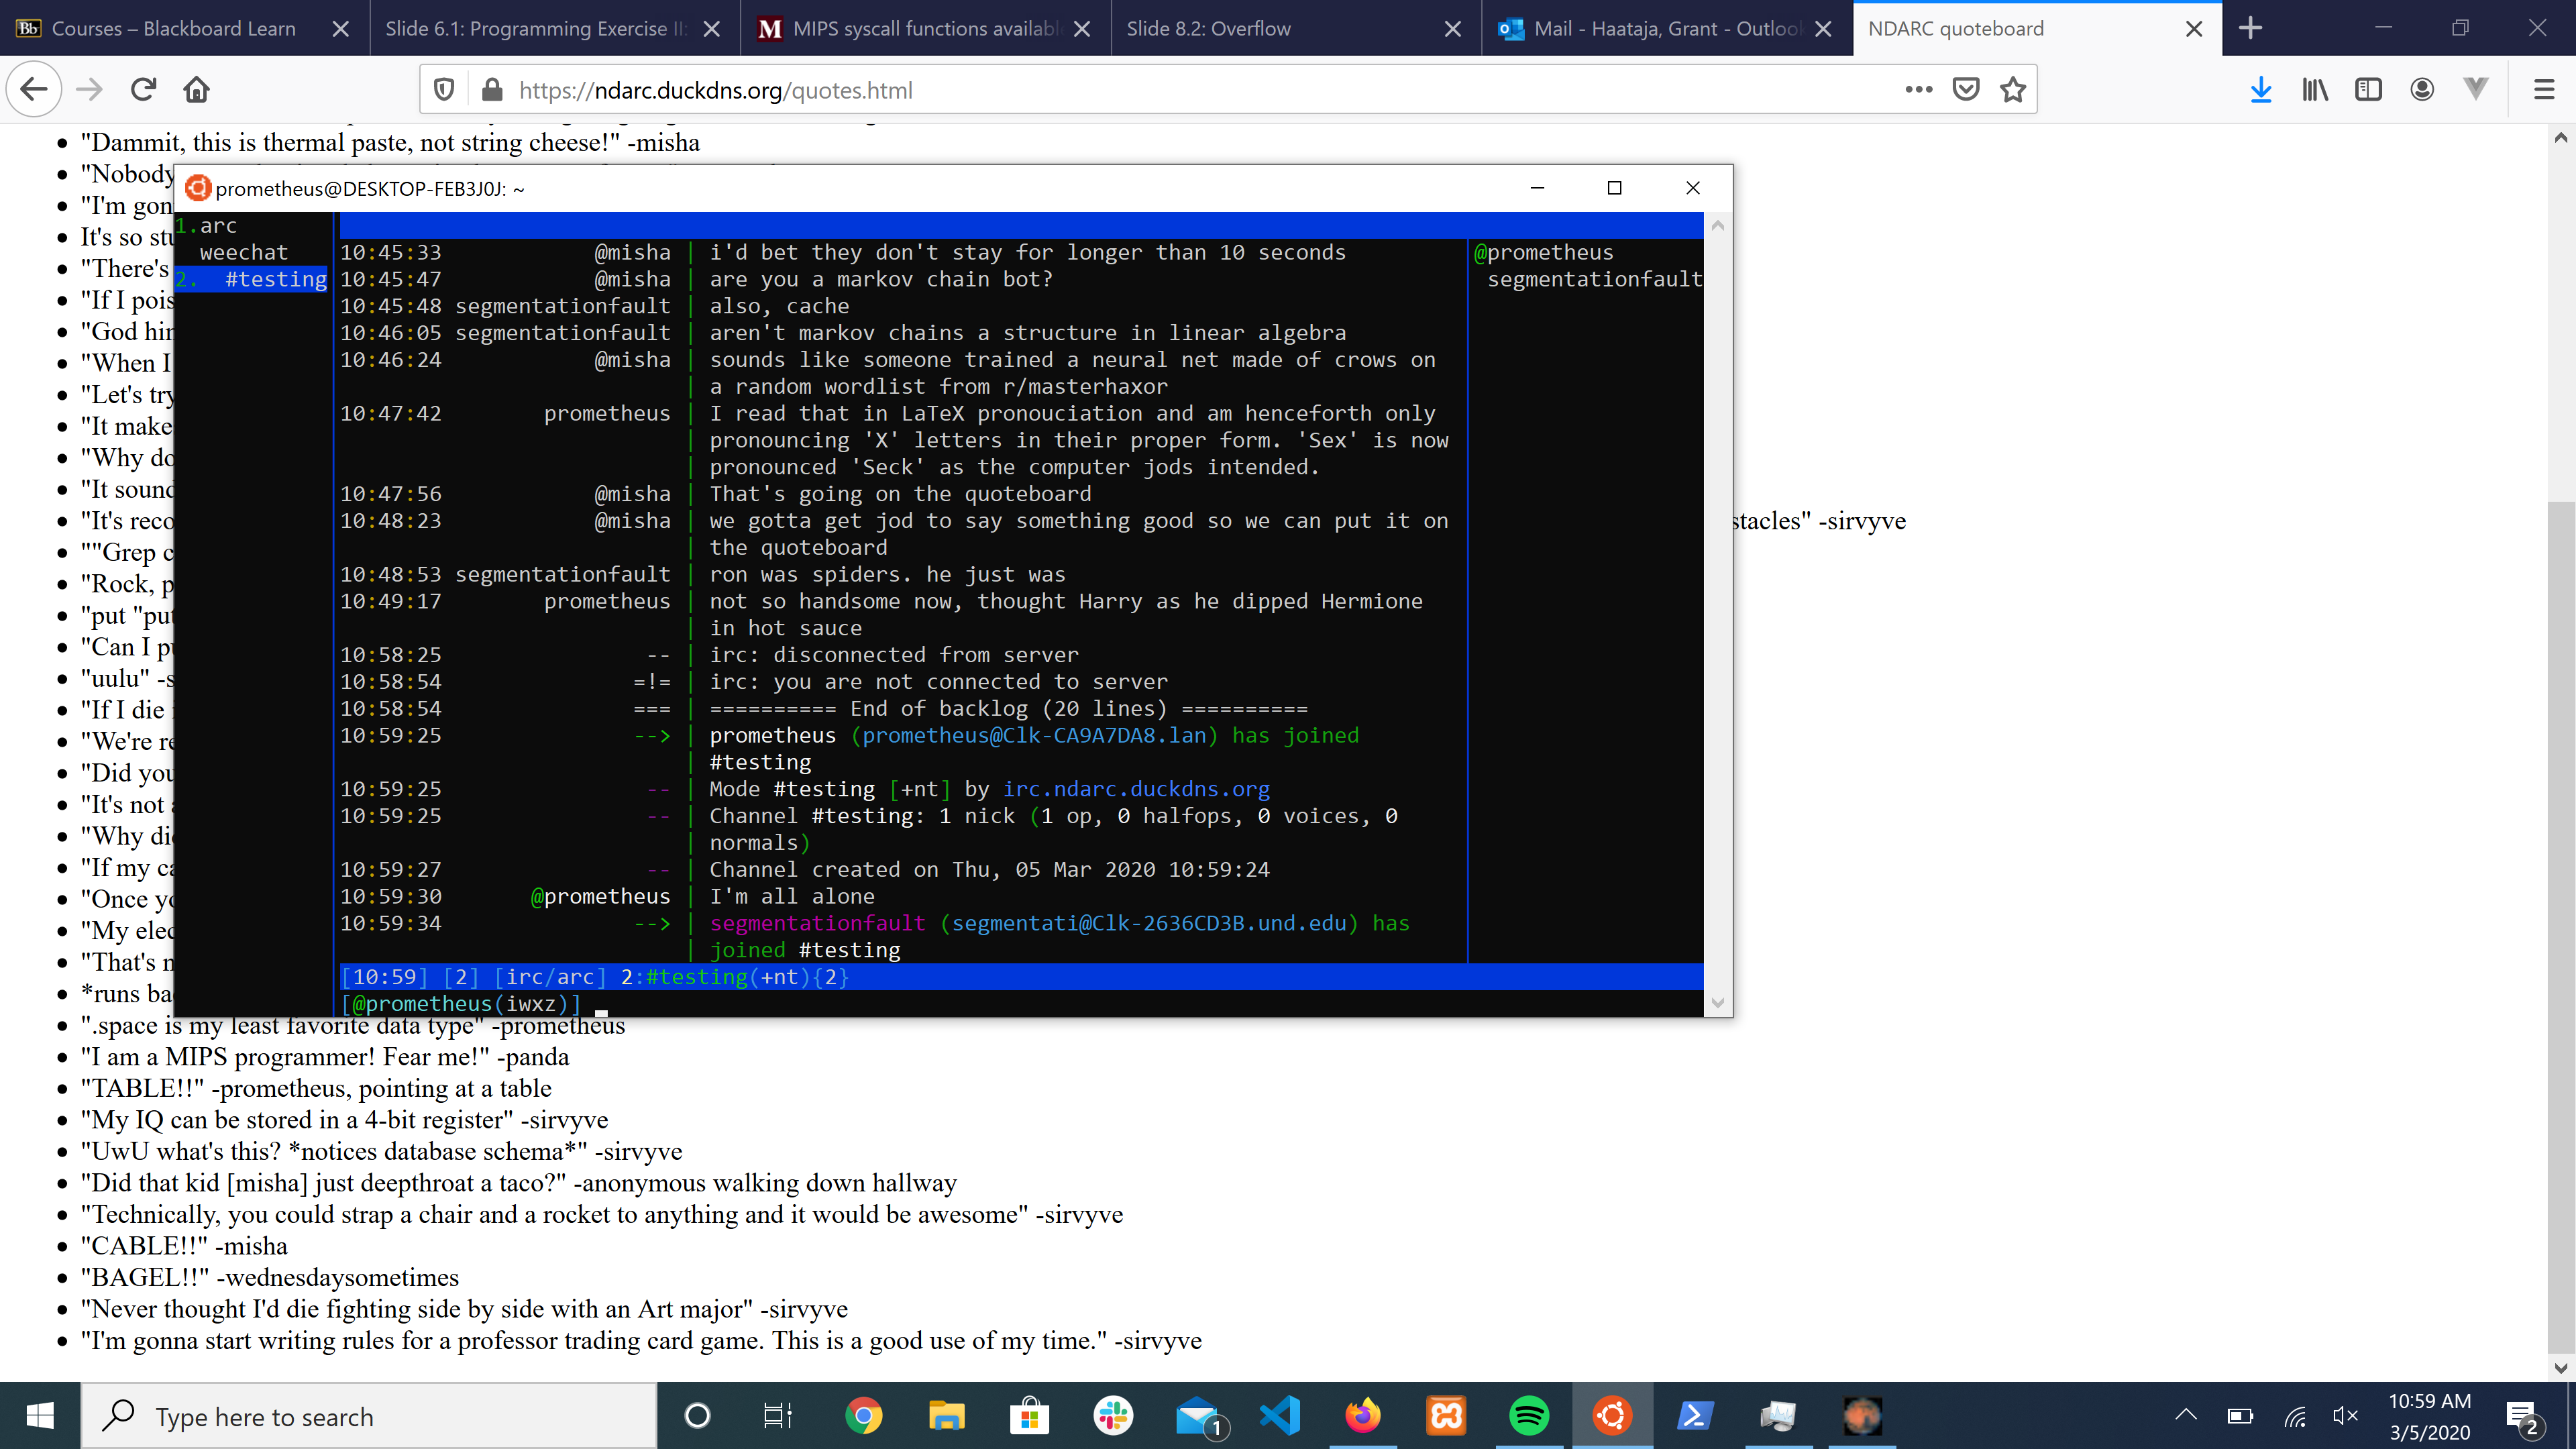 Courses – Blackboard Learn
Slide 6.1: Programming Exercise II:
MIPS syscall functions availabl
Slide 8.2: Overflow
Mail - Haataja, Grant - Outlook
NDARC quoteboard
https://ndarc.duckdns.org/quotes.html
"Dammit, this is thermal paste, not string cheese!" -misha
"Nobody
"I'm gon
It's so stu
"There's
"If I pois
"God him
"When I
"Let's try
"It make
"Why do
"It sound
"It's reco
stacles" -sirvyve
""Grep c
"Rock, p
"put "put
"Can I pu
"uulu" -s
"If I die i
"We're re
"Did you
"It's not a
"Why did
"If my ca
"Once yo
"My elec
"That's n
*runs bac
".space is my least favorite data type" -prometheus
"I am a MIPS programmer! Fear me!" -panda
"TABLE!!" -prometheus, pointing at a table
"My IQ can be stored in a 4-bit register" -sirvyve
"UwU what's this? *notices database schema*" -sirvyve
"Did that kid [misha] just deepthroat a taco?" -anonymous walking down hallway
"Technically, you could strap a chair and a rocket to anything and it would be awesome" -sirvyve
"CABLE!!" -misha
"BAGEL!!" -wednesdaysometimes
"Never thought I'd die fighting side by side with an Art major" -sirvyve
"I'm gonna start writing rules for a professor trading card game. This is a good use of my time." -sirvyve
prometheus@DESKTOP-FEB3J0J: ~
1.arc
weechat
2. #testing
10:45:33 @misha | i'd bet they don't stay for longer than 10 seconds
10:45:47 @misha | are you a markov chain bot?
10:45:48 segmentationfault | also, cache
10:46:05 segmentationfault | aren't markov chains a structure in linear algebra
10:46:24 @misha | sounds like someone trained a neural net made of crows on
| a random wordlist from r/masterhaxor
10:47:42 prometheus | I read that in LaTeX pronouciation and am henceforth only
| pronouncing 'X' letters in their proper form. 'Sex' is now
| pronounced 'Seck' as the computer jods intended.
10:47:56 @misha | That's going on the quoteboard
10:48:23 @misha | we gotta get jod to say something good so we can put it on
| the quoteboard
10:48:53 segmentationfault | ron was spiders. he just was
10:49:17 prometheus | not so handsome now, thought Harry as he dipped Hermione
| in hot sauce
10:58:25 -- | irc: disconnected from server
10:58:54 =!= | irc: you are not connected to server
10:58:54 === | ========== End of backlog (20 lines) ==========
10:59:25 --> | prometheus (prometheus@Clk-CA9A7DA8.lan) has joined
| #testing
10:59:25 -- | Mode #testing [+nt] by irc.ndarc.duckdns.org
10:59:25 -- | Channel #testing: 1 nick (1 op, 0 halfops, 0 voices, 0
| normals)
10:59:27 -- | Channel created on Thu, 05 Mar 2020 10:59:24
10:59:30 @prometheus | I'm all alone
10:59:34 --> | segmentationfault (segmentati@Clk-2636CD3B.und.edu) has
| joined #testing
@prometheus
segmentationfault
[10:59] [2] [irc/arc] 2:#testing(+nt){2}
[@prometheus(iwxz)]
Type here to search
1
10:59 AM
3/5/2020
2